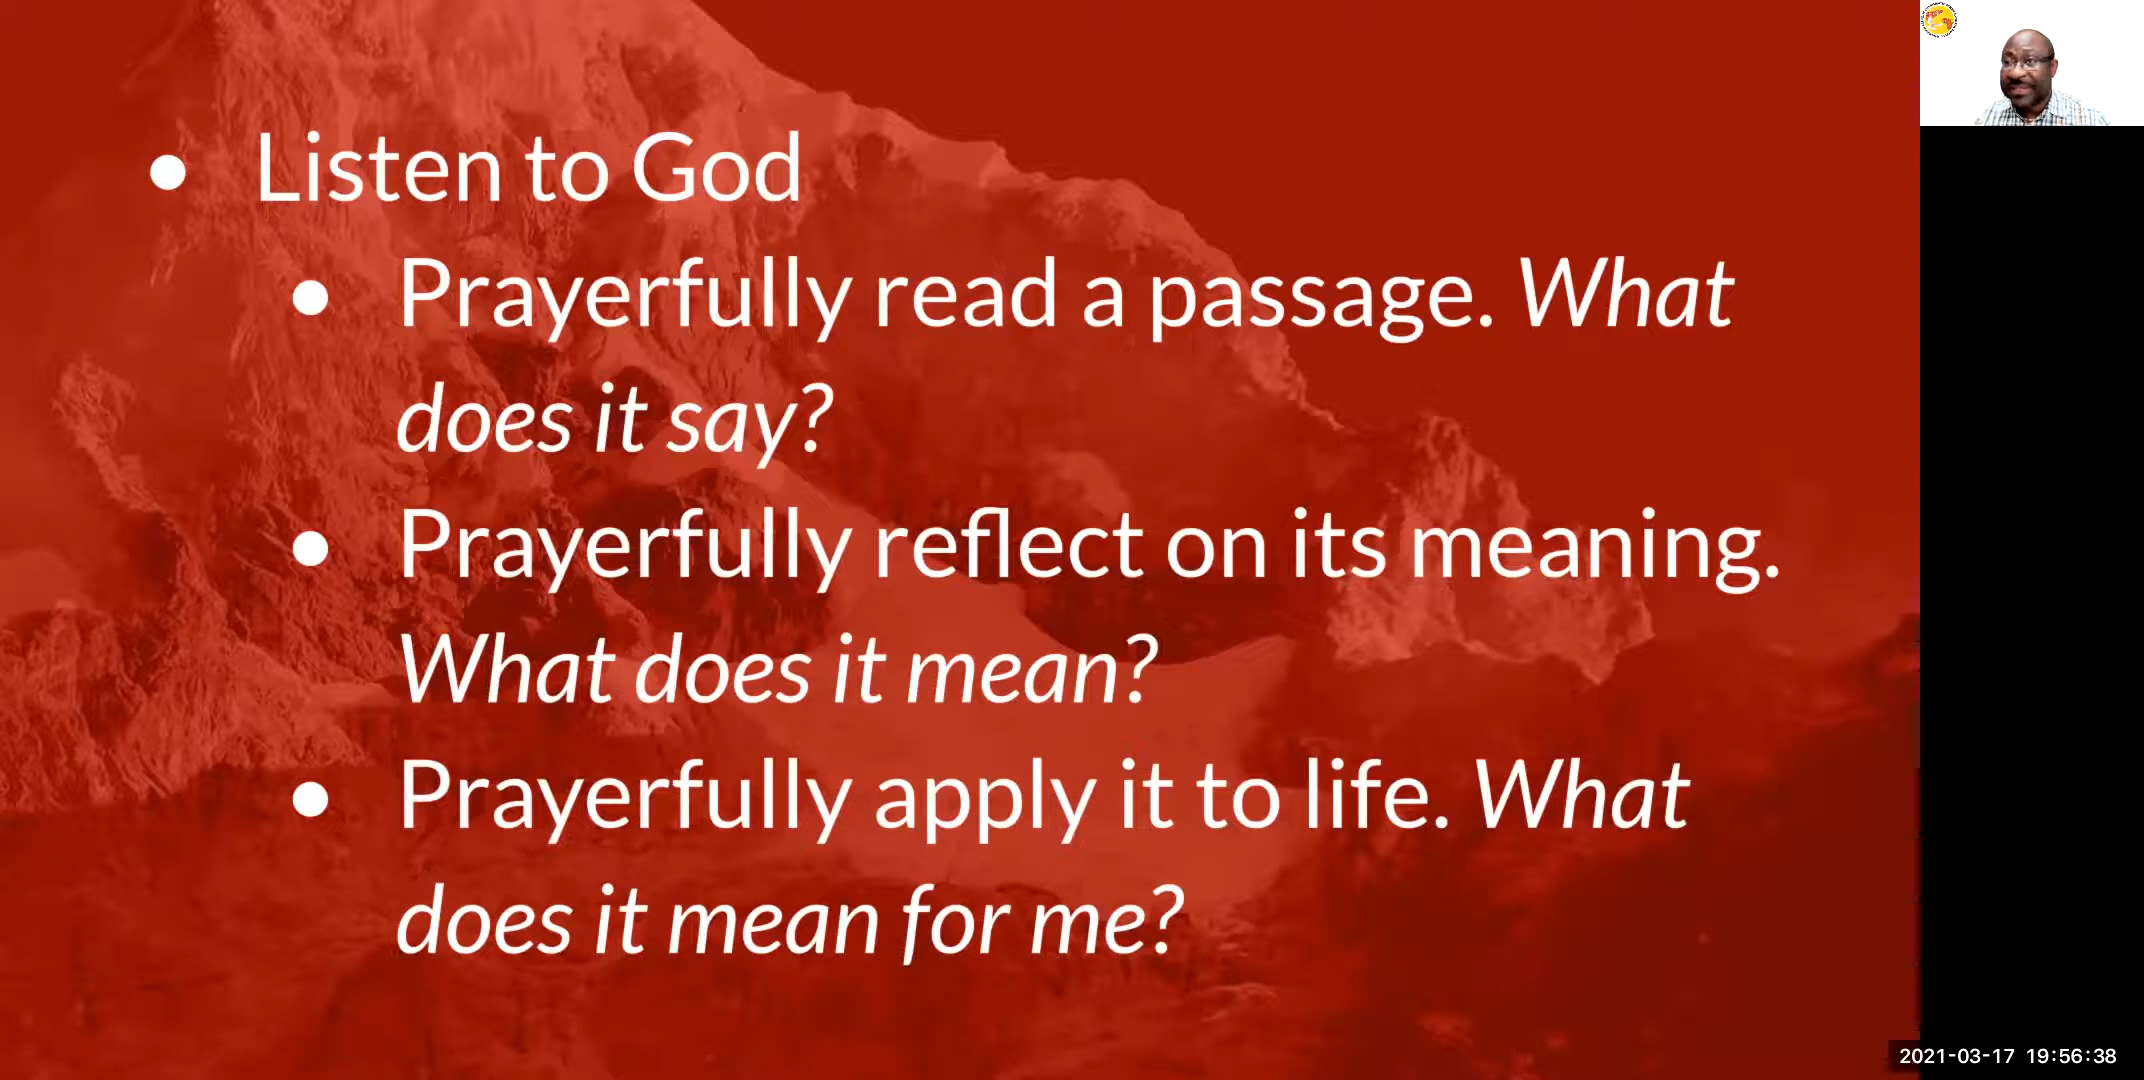 ● Listen to God
● Prayerfully read a passage. What
does it say?
● Prayerfully reflect on its meaning.
What does it mean?
● Prayerfully apply it to life. What
does it mean for me?
2021-03-17 19:56:38